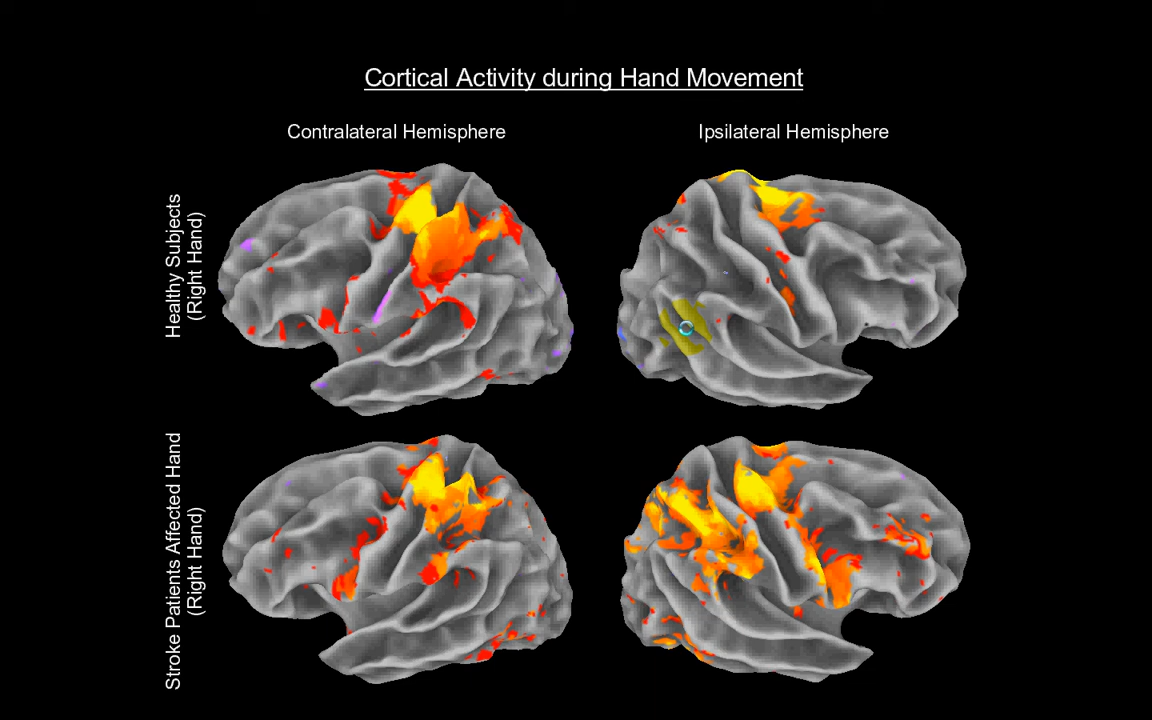 Cortical Activity during Hand Movement
Contralateral Hemisphere
Ipsilateral Hemisphere
Healthy Subjects
(Right Hand)
Stroke Patients Affected Hand
(Right Hand)